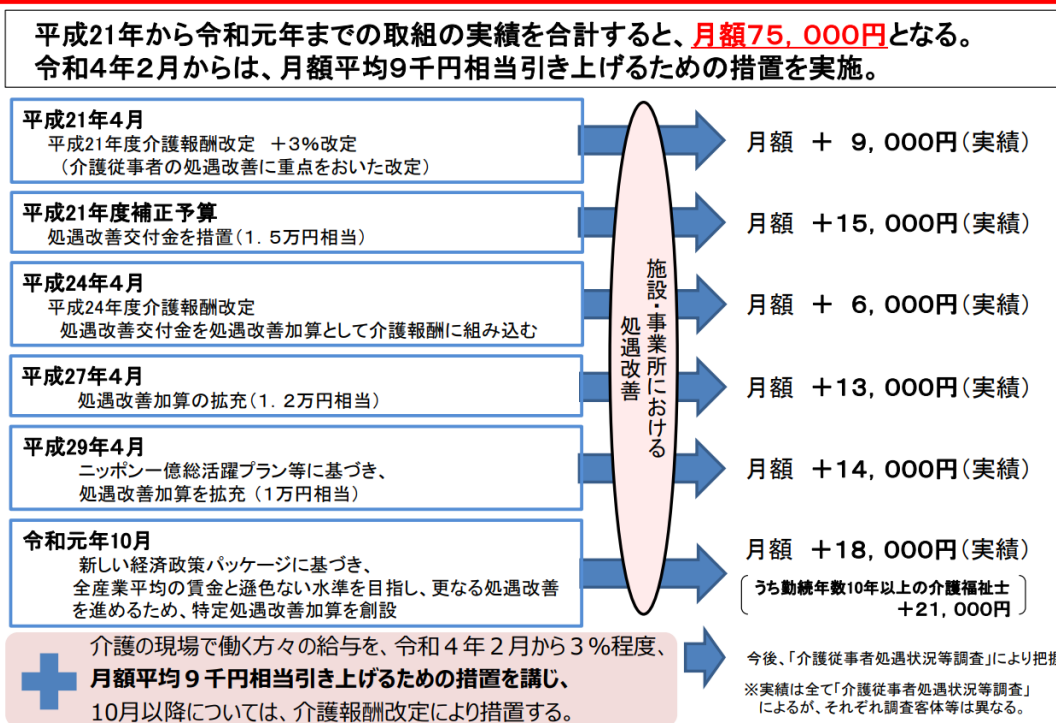 平成21年から令和元年までの取組の実績を合計すると、月額75，000円となる。
令和４年２月からは、月額平均９千円相当引き上げるための措置を実施。
平成21年４月
平成21年度介護報酬改定　＋３％改定
（介護従事者の処遇改善に重点をおいた改定）
月額　＋　9，000円（実績）
平成21年度補正予算
処遇改善交付金を措置（１．５万円相当）
月額　＋15，000円（実績）
平成24年４月
平成24年度介護報酬改定
処遇改善交付金を処遇改善加算として介護報酬に組み込む
月額　＋　6，000円（実績）
平成27年４月
処遇改善加算の拡充（１．２万円相当）
月額　＋13，000円（実績）
平成29年４月
ニッポン一億総活躍プラン等に基づき、
処遇改善加算を拡充（１万円相当）
月額　＋14，000円（実績）
令和元年10月
新しい経済政策パッケージに基づき、
全産業平均の賃金と遜色ない水準を目指し、更なる処遇改善
を進めるため、特定処遇改善加算を創設
月額　＋18，000円（実績）
うち勤続年数10年以上の介護福祉士
＋21，000円
施設・事業所における
処遇改善
介護の現場で働く方々の給与を、令和４年２月から３％程度、
月額平均９千円相当引き上げるための措置を講じ、
10月以降については、介護報酬改定により措置する。
今後、「介護従事者処遇状況等調査」により把握
※実績は全て「介護従事者処遇状況等調査」
によるが、それぞれ調査客体等は異なる。